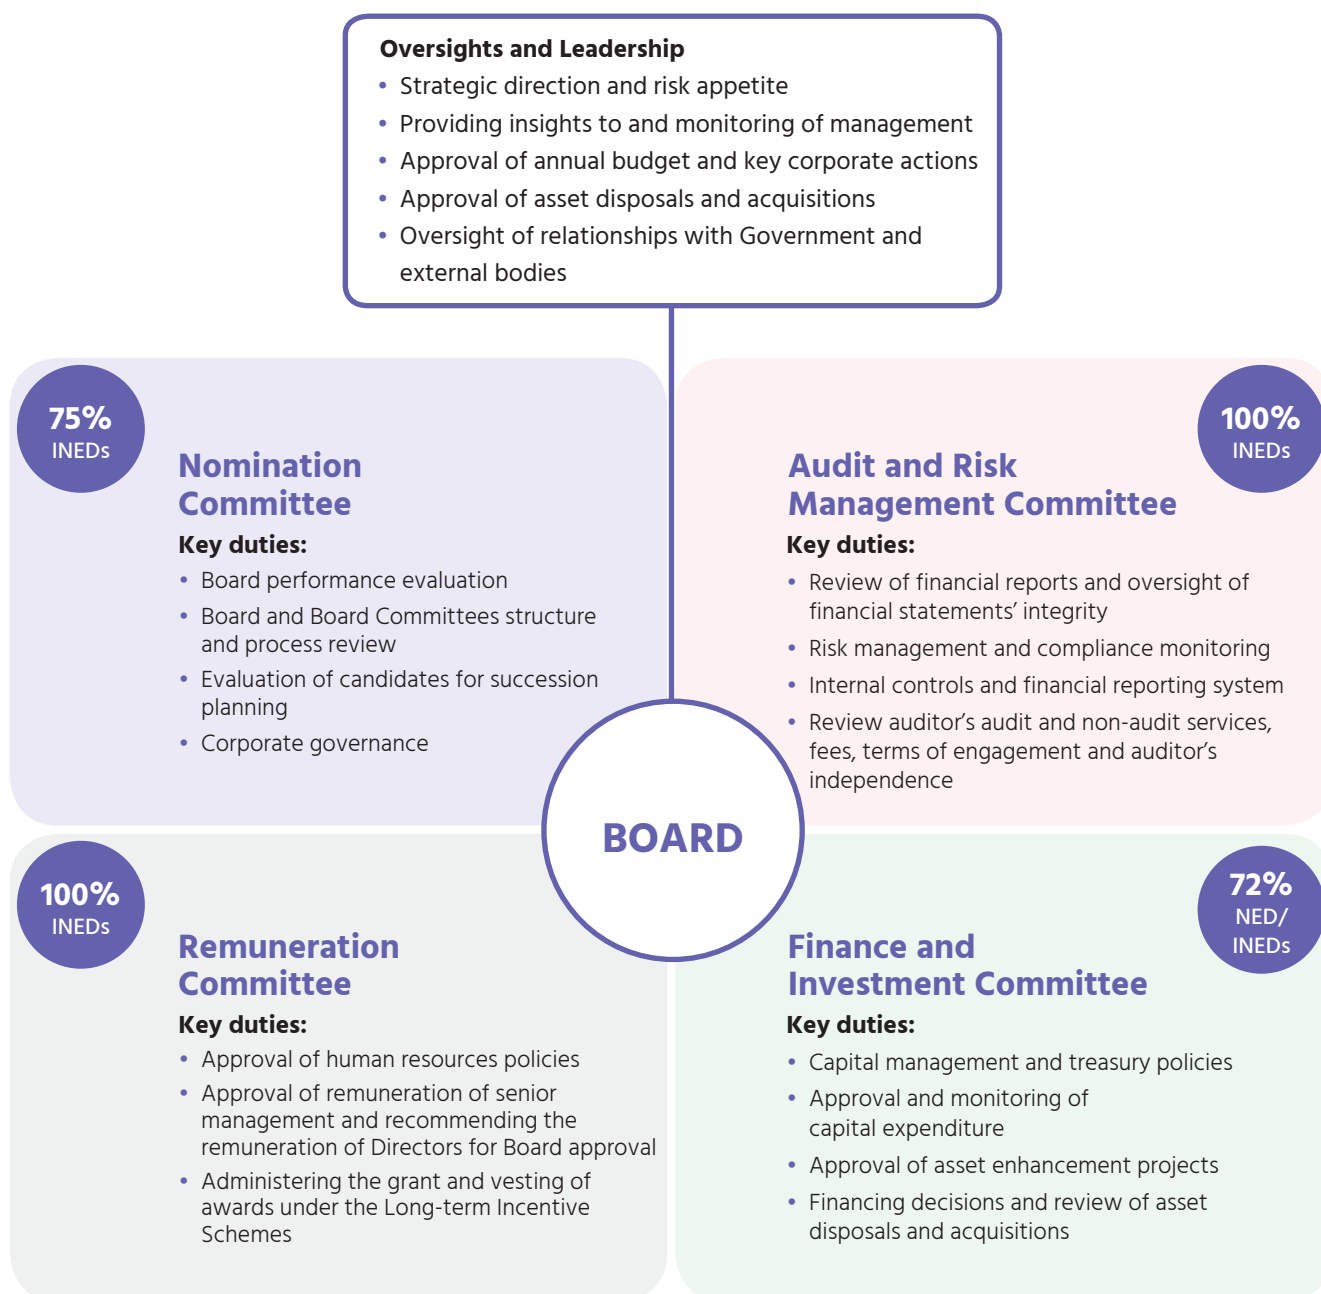 Oversights and Leadership
• Strategic direction and risk appetite
• Providing insights to and monitoring of management
• Approval of annual budget and key corporate actions
• Approval of asset disposals and acquisitions
• Oversight of relationships with Government and
external bodies
75%
INEDs
Nomination
Committee
Key duties:
• Board performance evaluation
• Board and Board Committees structure
and process review
• Evaluation of candidates for succession
planning
• Corporate governance
100%
INEDs
Audit and Risk
Management Committee
Key duties:
• Review of financial reports and oversight of
financial statements’ integrity
• Risk management and compliance monitoring
• Internal controls and financial reporting system
• Review auditor’s audit and non-audit services,
fees, terms of engagement and auditor’s
independence
BOARD
100%
INEDs
Remuneration
Committee
Key duties:
• Approval of human resources policies
• Approval of remuneration of senior
management and recommending the
remuneration of Directors for Board approval
• Administering the grant and vesting of
awards under the Long-term Incentive
Schemes
72%
NED/
INEDs
Finance and
Investment Committee
Key duties:
• Capital management and treasury policies
• Approval and monitoring of
capital expenditure
• Approval of asset enhancement projects
• Financing decisions and review of asset
disposals and acquisitions